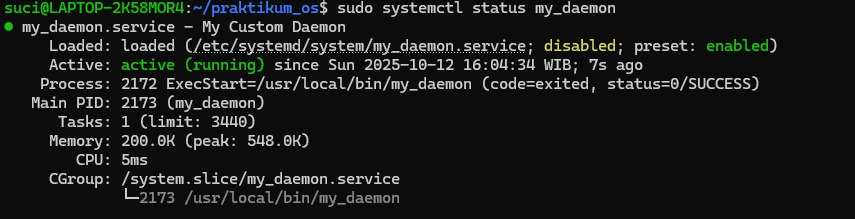 suci@LAPTOP-2K58MOR4:~/praktikum_os$ sudo systemctl status my_daemon
● my_daemon.service - My Custom Daemon
Loaded: loaded (/etc/systemd/system/my_daemon.service; disabled; preset: enabled)
Active: active (running) since Sun 2025-10-12 16:04:34 WIB; 7s ago
Process: 2172 ExecStart=/usr/local/bin/my_daemon (code=exited, status=0/SUCCESS)
Main PID: 2173 (my_daemon)
Tasks: 1 (limit: 3440)
Memory: 200.0K (peak: 548.0K)
CPU: 5ms
CGroup: /system.slice/my_daemon.service
└─2173 /usr/local/bin/my_daemon